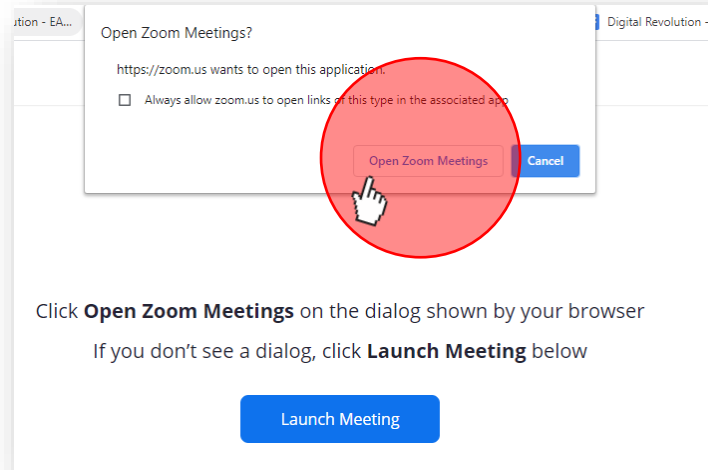 ution - EA...
Digital Revolution -
Open Zoom Meetings?
https://zoom.us wants to open this application.
Always allow zoom.us to open links of this type in the associated app
Open Zoom Meetings
Cancel
Click Open Zoom Meetings on the dialog shown by your browser
If you don't see a dialog, click Launch Meeting below
Launch Meeting